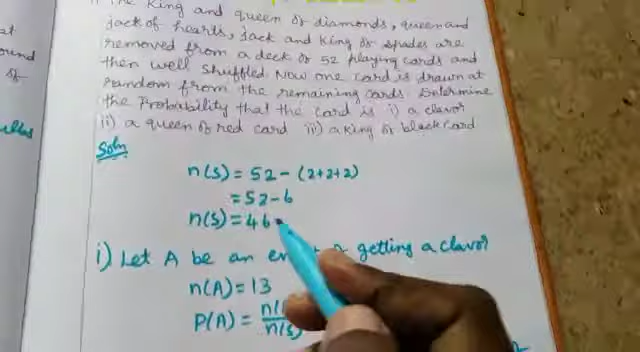 The King and queen of diamonds, queen and
jack of hearts, jack and King of spades are
removed from a deck of 52 playing cards and
then well shuffled. Now one card is drawn at
random from the remaining cards. Determine
the Probability that the card is i) a clavor
ii) a queen of red card iii) a King of black card
Soln
n(S) = 52 - (2+2+2)
= 52 - 6
n(S) = 46
i) Let A be an getting a clavor
n(A) = 13
P(A) =
n(S)
of